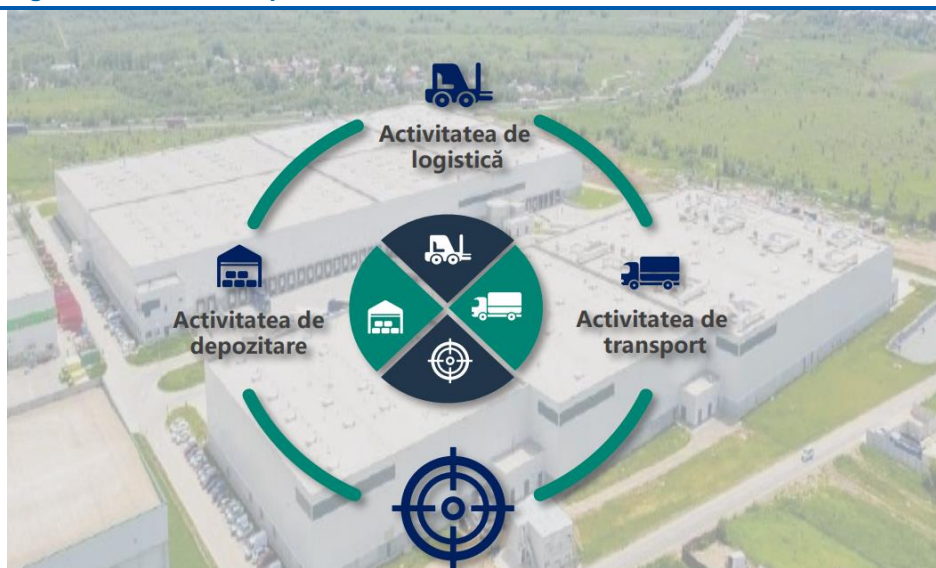 Activitatea de
logistică
Activitatea de
depozitare
Activitatea de
transport